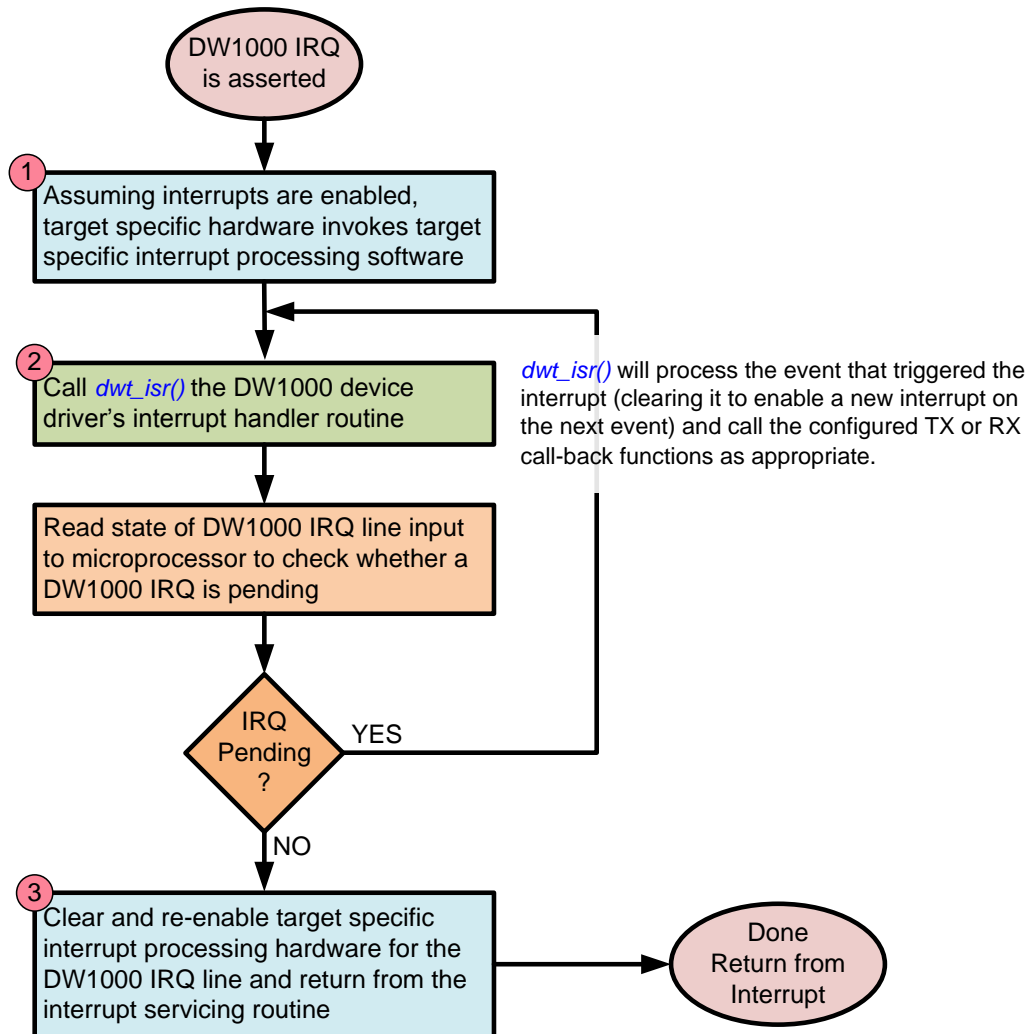 DW1000 IRQ
is asserted
1
Assuming interrupts are enabled,
target specific hardware invokes target
specific interrupt processing software
2
Call dwt_isr() the DW1000 device
driver’s interrupt handler routine
dwt_isr() will process the event that triggered the
interrupt (clearing it to enable a new interrupt on
the next event) and call the configured TX or RX
call-back functions as appropriate.
Read state of DW1000 IRQ line input
to microprocessor to check whether a
DW1000 IRQ is pending
IRQ
Pending
?
YES
NO
3
Clear and re-enable target specific
interrupt processing hardware for the
DW1000 IRQ line and return from the
interrupt servicing routine
Done
Return from
Interrupt